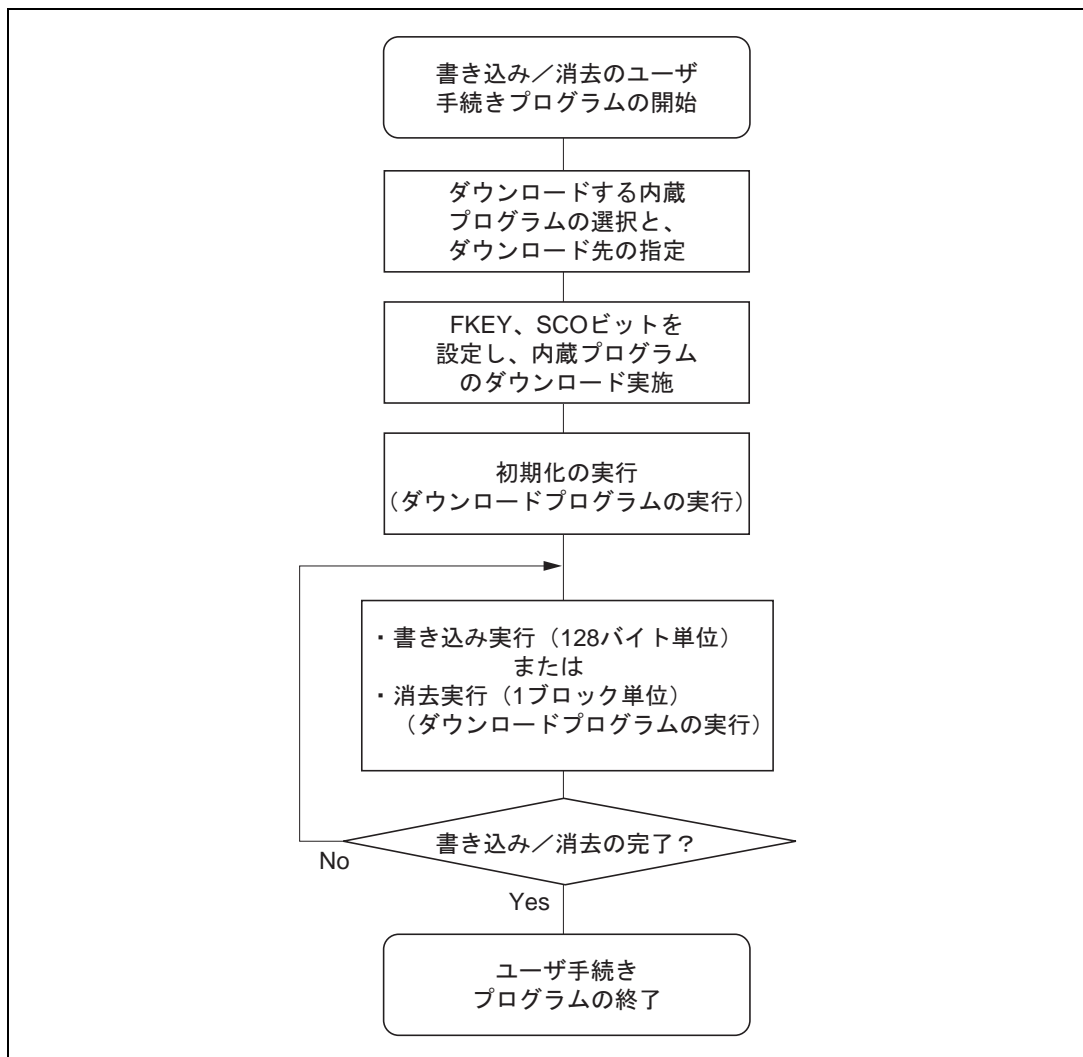 書き込み／消去のユーザ
手続きプログラムの開始
ダウンロードする内蔵
プログラムの選択と、
ダウンロード先の指定
FKEY、SCOビットを
設定し、内蔵プログラム
のダウンロード実施
初期化の実行
（ダウンロードプログラムの実行）
・書き込み実行（128バイト単位）
または
・消去実行（1ブロック単位）
（ダウンロードプログラムの実行）
書き込み／消去の完了？
No
Yes
ユーザ手続き
プログラムの終了